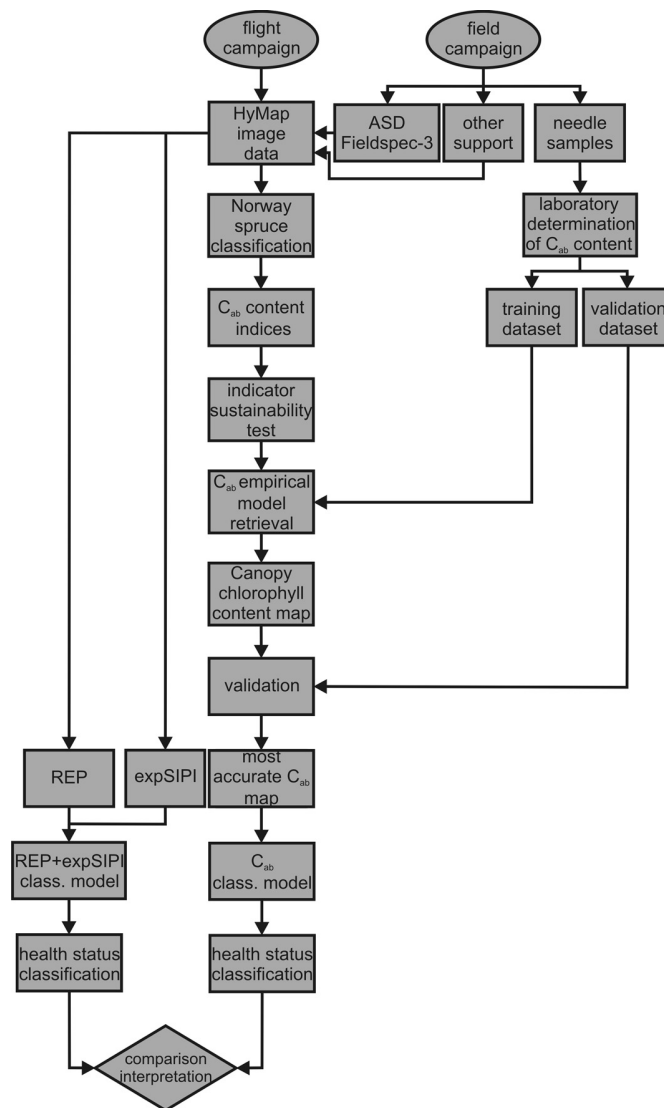 flight
campaign
field
campaign
HyMap
image
data
ASD
Fieldspec-3
other
support
needle
samples
Norway
spruce
classification
laboratory
determination
of Cab content
Cab content
indices
training
dataset
validation
dataset
indicator
sustainability
test
Cab empirical
model
retrieval
Canopy
chlorophyll
content map
validation
REP
expSIPI
most
accurate Cab
map
REP+expSIPI
class. model
Cab
class. model
health status
classification
health status
classification
comparison
interpretation